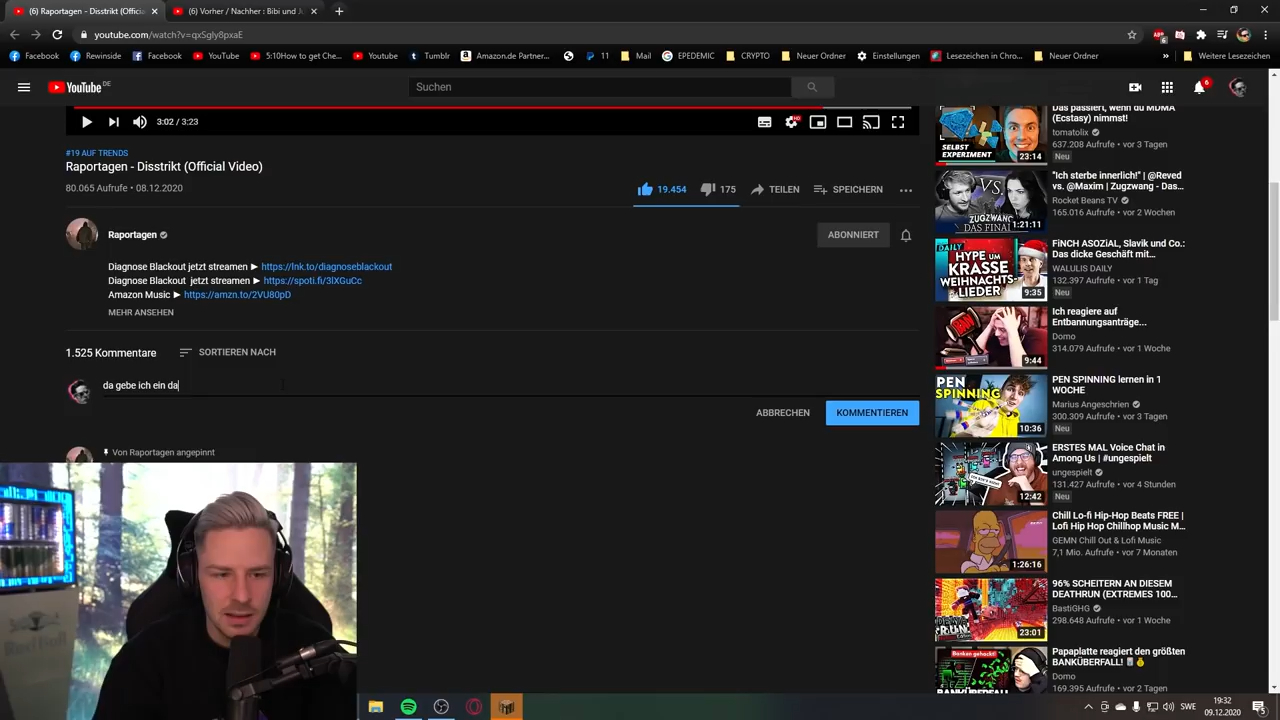 (6) Raportagen - Disstrikt (Offici
(6) Vorher / Nachher : Bibi und J
youtube.com/watch?v=qxSgIy8pxaE
Facebook
Rewinside
Facebook
YouTube
5:10How to get Che...
Youtube
Tumblr
Amazon.de Partner...
11
Mail
EPEDEMIC
CRYPTO
Neuer Ordner
Einstellungen
Lesezeichen in Chro...
Neuer Ordner
»
Weitere Lesezeichen
YouTube DE
Suchen
6
3:02 / 3:23
HD
#19 AUF TRENDS
Raportagen - Disstrikt (Official Video)
80.065 Aufrufe • 08.12.2020
19.454
175
TEILEN
SPEICHERN
Raportagen
ABONNIERT
Diagnose Blackout jetzt streamen ► https://lnk.to/diagnoseblackout
Diagnose Blackout jetzt streamen ► https://spoti.fi/3lXGuCc
Amazon Music ► https://amzn.to/2VU80pD
MEHR ANSEHEN
1.525 Kommentare
SORTIEREN NACH
da gebe ich ein da
ABBRECHEN
KOMMENTIEREN
Von Raportagen angepinnt
Das passiert, wenn du MDMA
(Ecstasy) nimmst!
tomatolix
637.208 Aufrufe • vor 3 Tagen
Neu
SELBST
EXPERIMENT
23:14
"Ich sterbe innerlich!" | @Reved
vs. @Maxim | Zugzwang - Das...
Rocket Beans TV
165.016 Aufrufe • vor 2 Wochen
VS.
ZUGZWANG
DAS FINALE
1:21:11
FiNCH ASOZiAL, Slavik und Co.:
Das dicke Geschäft mit...
WALULIS DAILY
132.397 Aufrufe • vor 1 Tag
Neu
DAILY
HYPE UM
KRASSE
WEIHNACHTS-
LIEDER
9:35
Ich reagiere auf
Entbannungsanträge...
Domo
314.079 Aufrufe • vor 1 Woche
9:44
PEN SPINNING lernen in 1
WOCHE
Marius Angeschrien
300.309 Aufrufe • vor 3 Tagen
Neu
PEN
SPINNING
10:36
ERSTES MAL Voice Chat in
Among Us | #ungespielt
ungespielt
131.427 Aufrufe • vor 4 Stunden
Neu
12:42
Chill Lo-fi Hip-Hop Beats FREE |
Lofi Hip Hop Chillhop Music M...
GEMN Chill Out & Lofi Music
7,1 Mio. Aufrufe • vor 7 Monaten
1:26:16
96% SCHEITERN AN DIESEM
DEATHRUN (EXTREMES 100...
BastiGHG
298.648 Aufrufe • vor 1 Woche
23:01
Papaplatte reagiert den größten
BANKÜBERFALL!
Domo
169.395 Aufrufe • vor 2 Tagen
Banken gehackt!
BANKÜBERFALL
SWE
19:32
09.12.2020
5